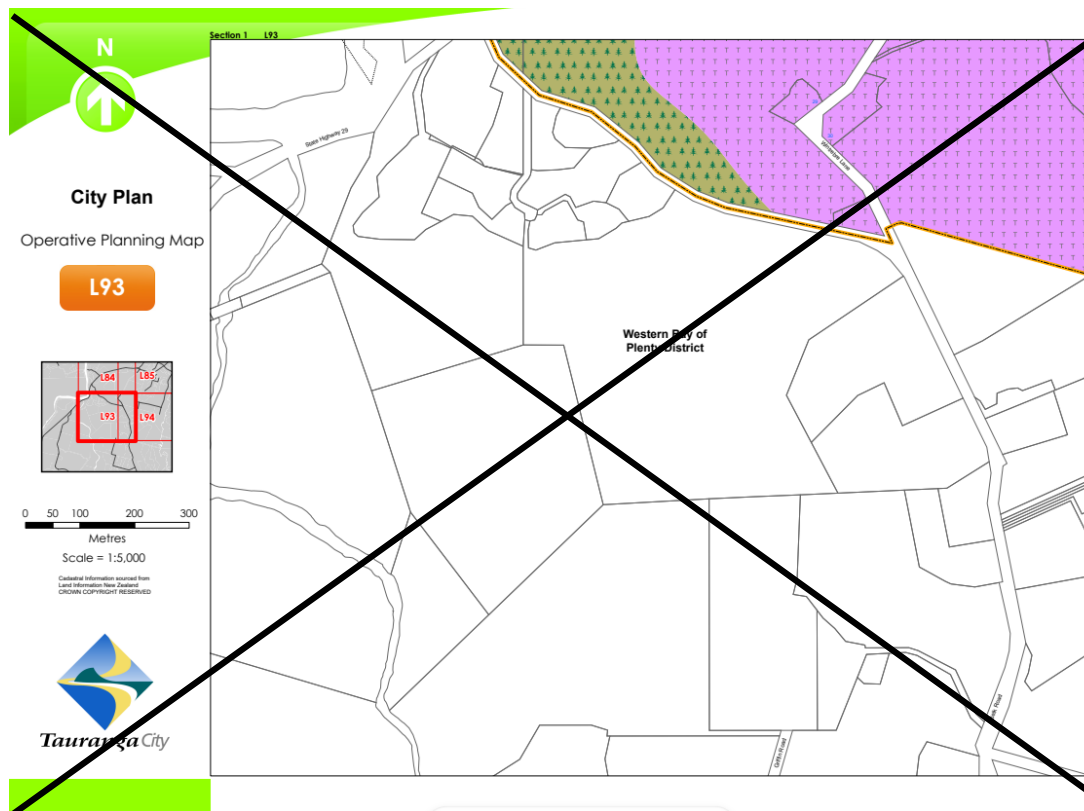 Section 1 L93
N
City Plan
Operative Planning Map
L93
L84
L85
L93
L94
0 50 100 200 300
Metres
Scale = 1:5,000
Cadastral Information sourced from
Land Information New Zealand
CROWN COPYRIGHT RESERVED
Tauranga City
State Highway 29
Western Bay of
Plenty District
Road